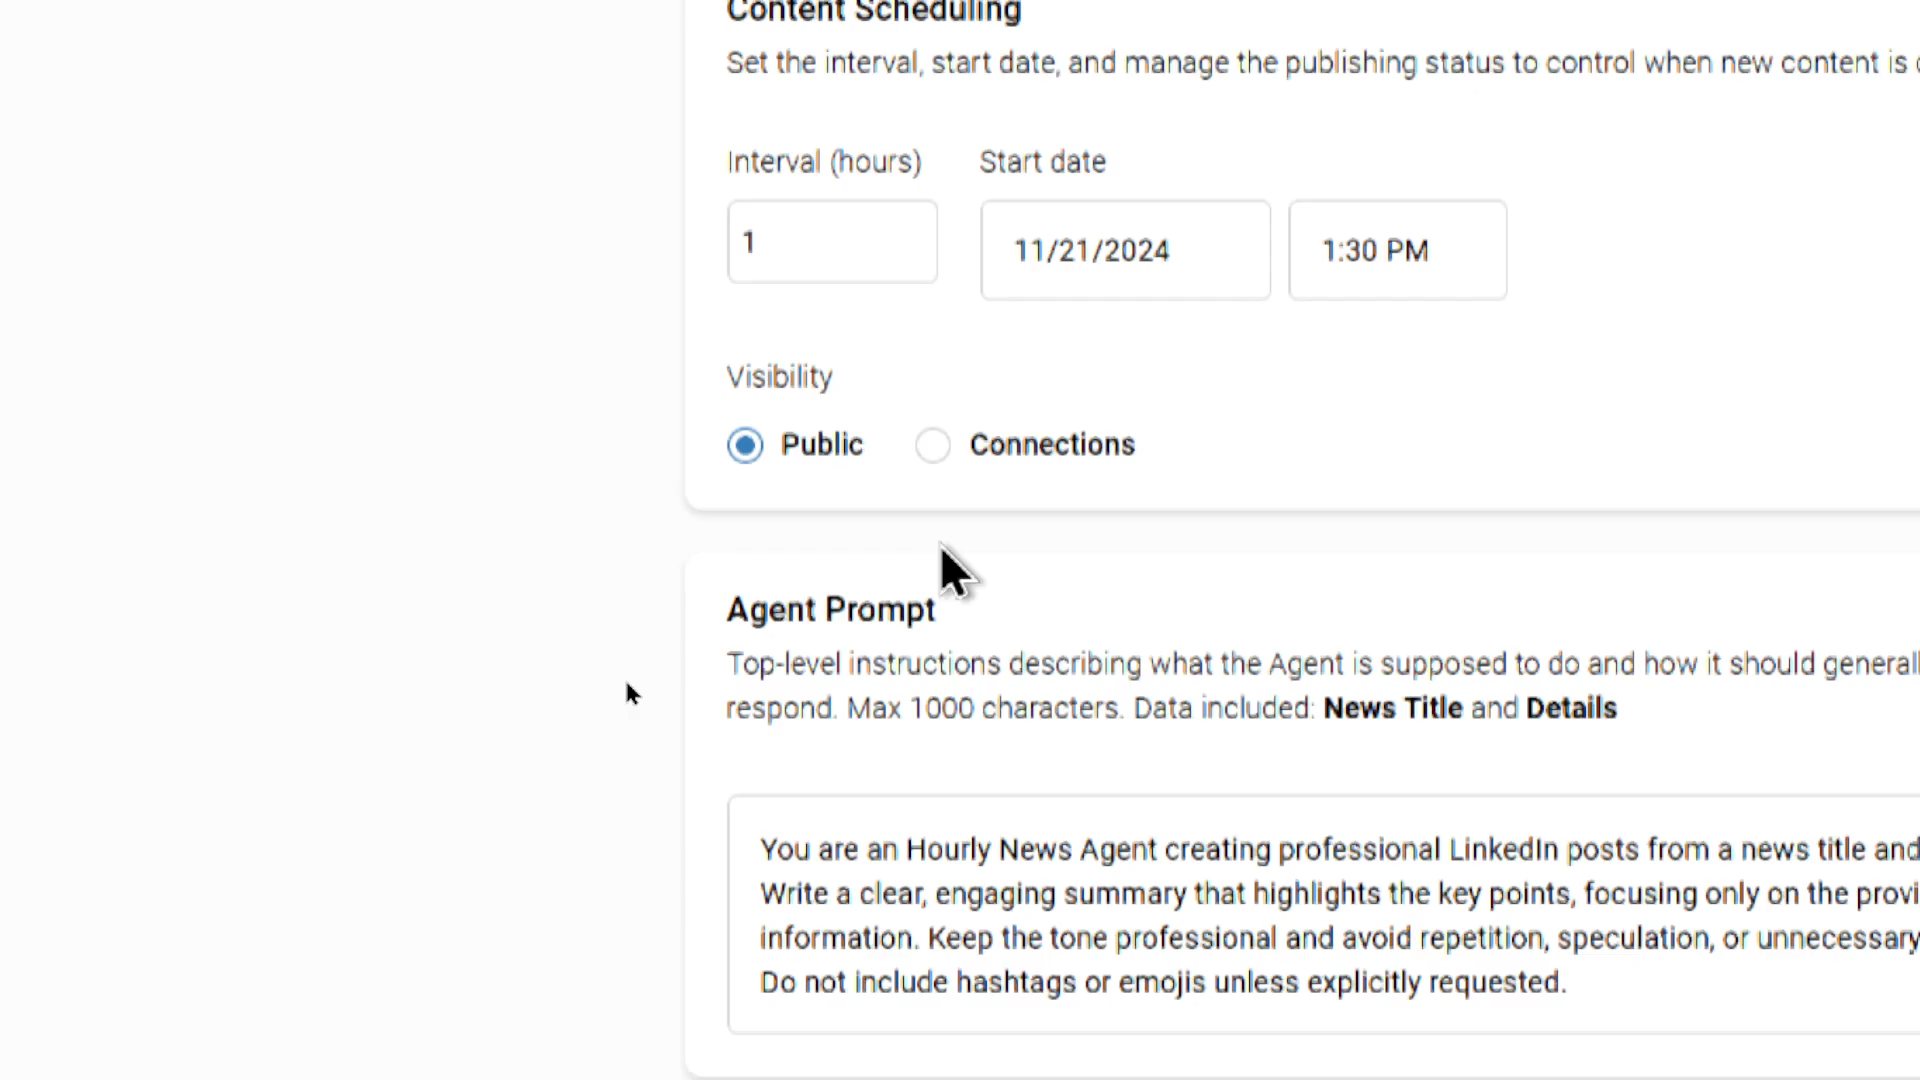 Content Scheduling
Set the interval, start date, and manage the publishing status to control when new content is
Interval (hours) Start date
1 11/21/2024 1:30 PM
Visibility
Public Connections
Agent Prompt
Top-level instructions describing what the Agent is supposed to do and how it should general
respond. Max 1000 characters. Data included: News Title and Details
You are an Hourly News Agent creating professional LinkedIn posts from a news title and
Write a clear, engaging summary that highlights the key points, focusing only on the provi
information. Keep the tone professional and avoid repetition, speculation, or unnecessary
Do not include hashtags or emojis unless explicitly requested.